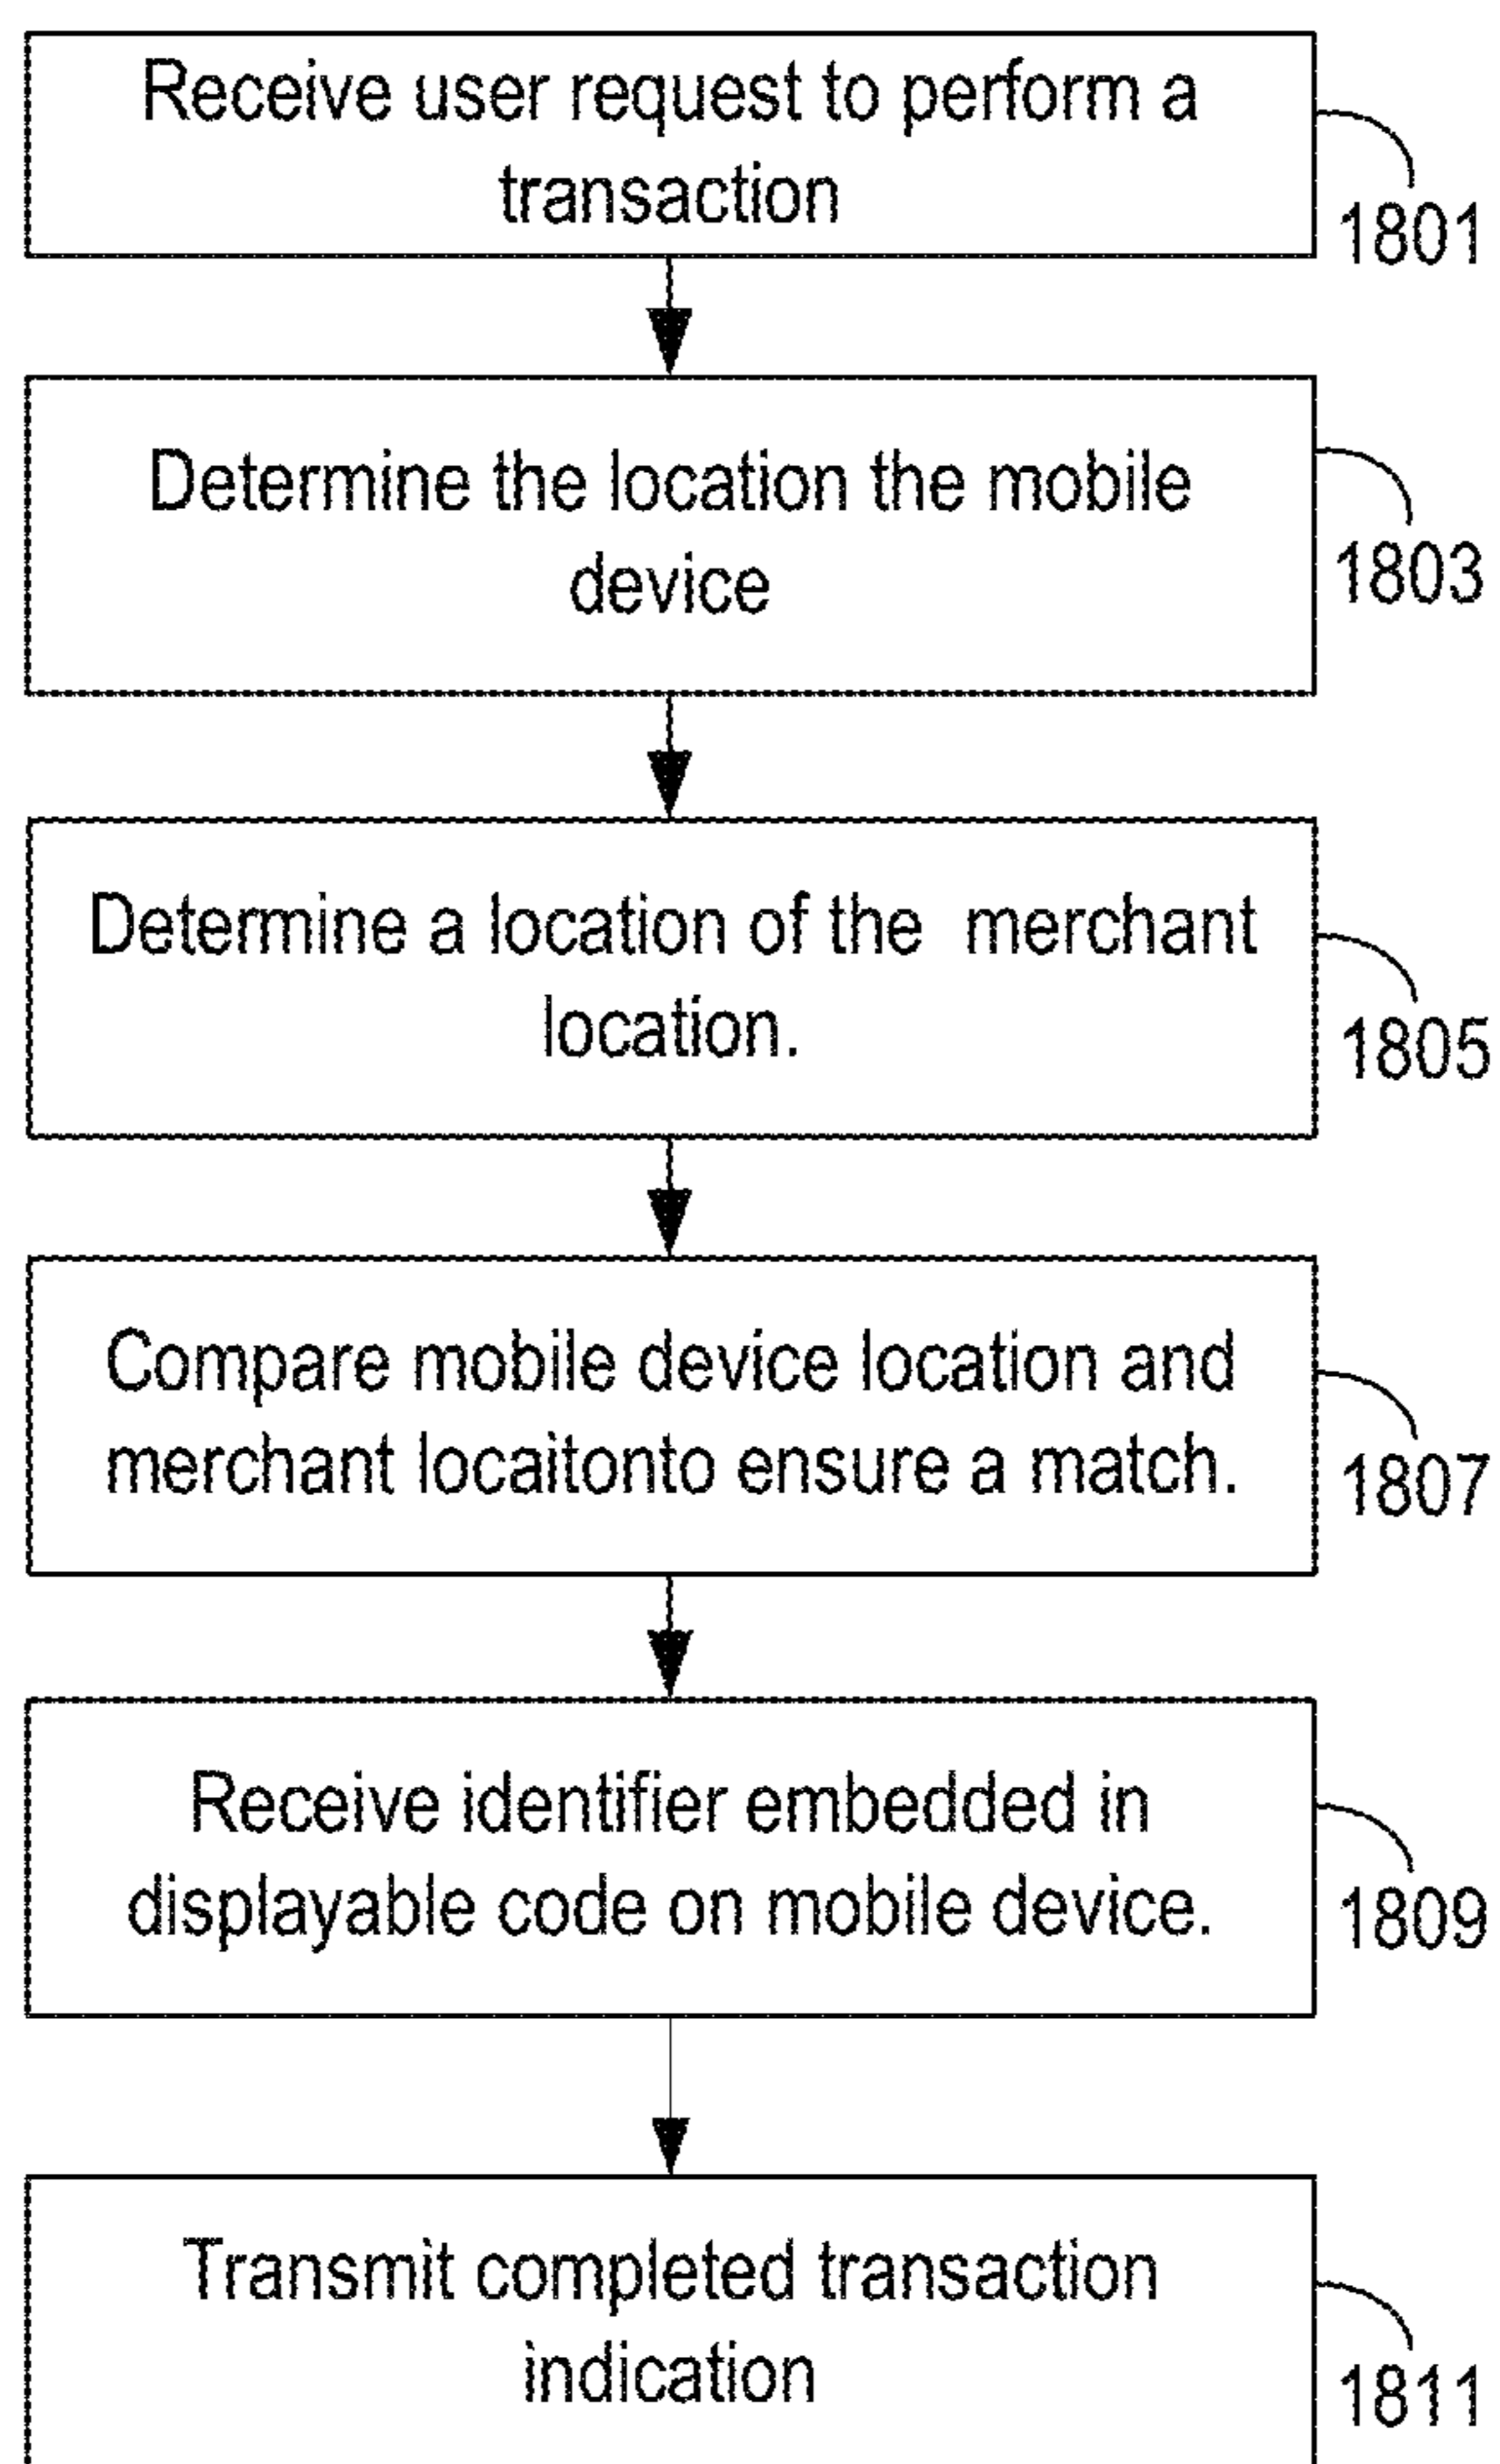 Receive user request to perform a
transaction
1801
Determine the location the mobile
device
1803
Determine a location of the merchant
location.
1805
Compare mobile device location and
merchant locaitonto ensure a match.
1807
Receive identifier embedded in
displayable code on mobile device.
1809
Transmit completed transaction
indication
1811